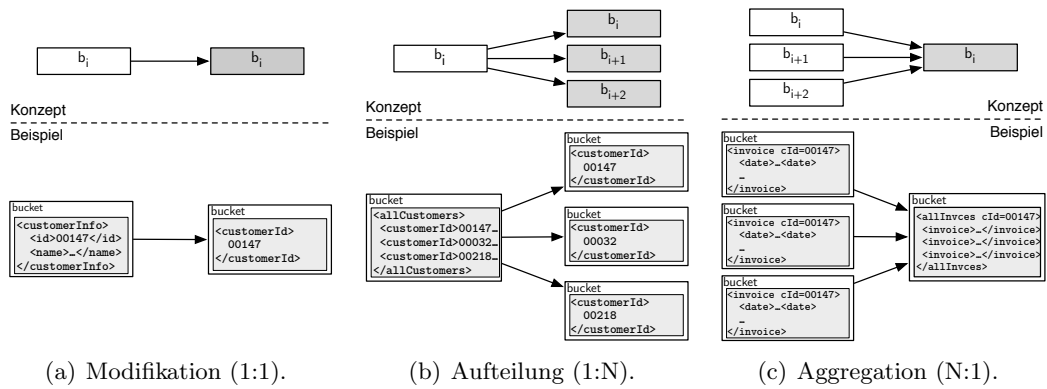 b_i
b_i
Konzept
Beispiel
bucket
<customerInfo>
<id>00147</id>
<name>…</name>
</customerInfo>
bucket
<customerId>
00147
</customerId>
(a) Modifikation (1:1).
b_i
b_i
b_{i+1}
b_{i+2}
Konzept
Beispiel
bucket
<allCustomers>
<customerId>00147…
<customerId>00032…
<customerId>00218…
</allCustomers>
bucket
<customerId>
00147
</customerId>
bucket
<customerId>
00032
</customerId>
bucket
<customerId>
00218
</customerId>
(b) Aufteilung (1:N).
b_i
b_{i+1}
b_{i+2}
b_i
Konzept
Beispiel
bucket
<invoice cId=00147>
<date>…<date>
…
</invoice>
bucket
<invoice cId=00147>
<date>…<date>
…
</invoice>
bucket
<invoice cId=00147>
<date>…<date>
…
</invoice>
bucket
<allInvces cId=00147>
<invoice>…</invoice>
<invoice>…</invoice>
<invoice>…</invoice>
</allInvces>
(c) Aggregation (N:1).